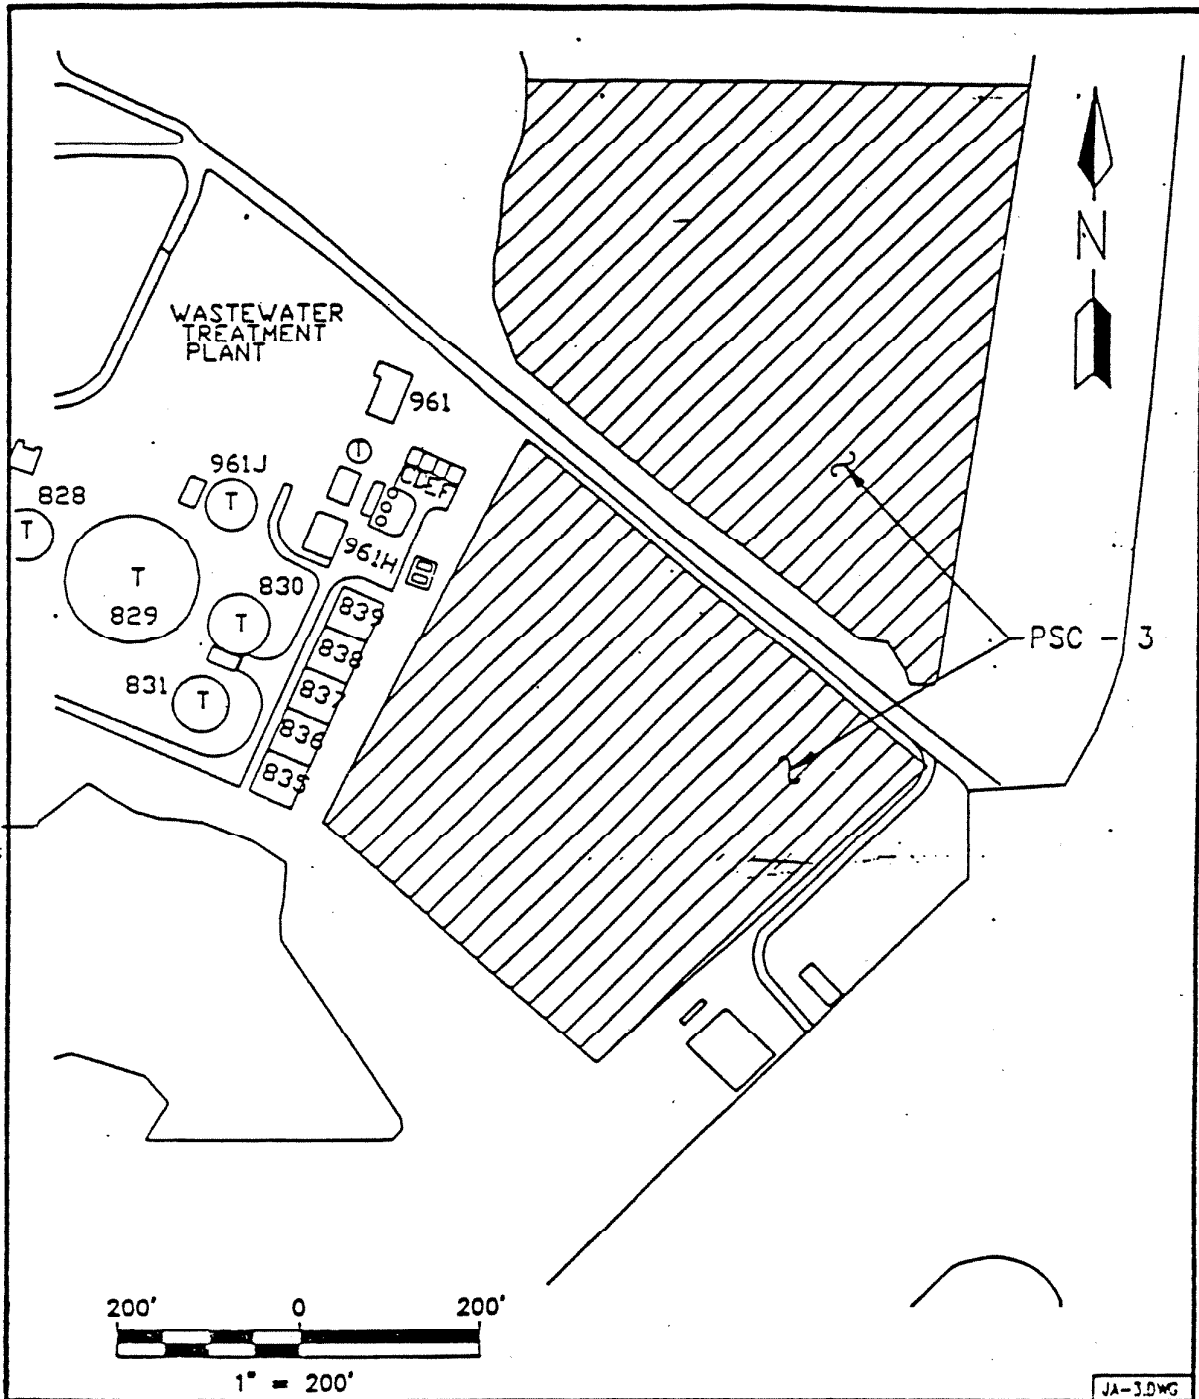 N
WASTEWATER
TREATMENT
PLANT
961
961J
T
T
828
T
961H
T
829
830
T
839
838
831
T
837
836
835
PSC - 3
200' 0 200'
1" = 200'
JA-3.DWG